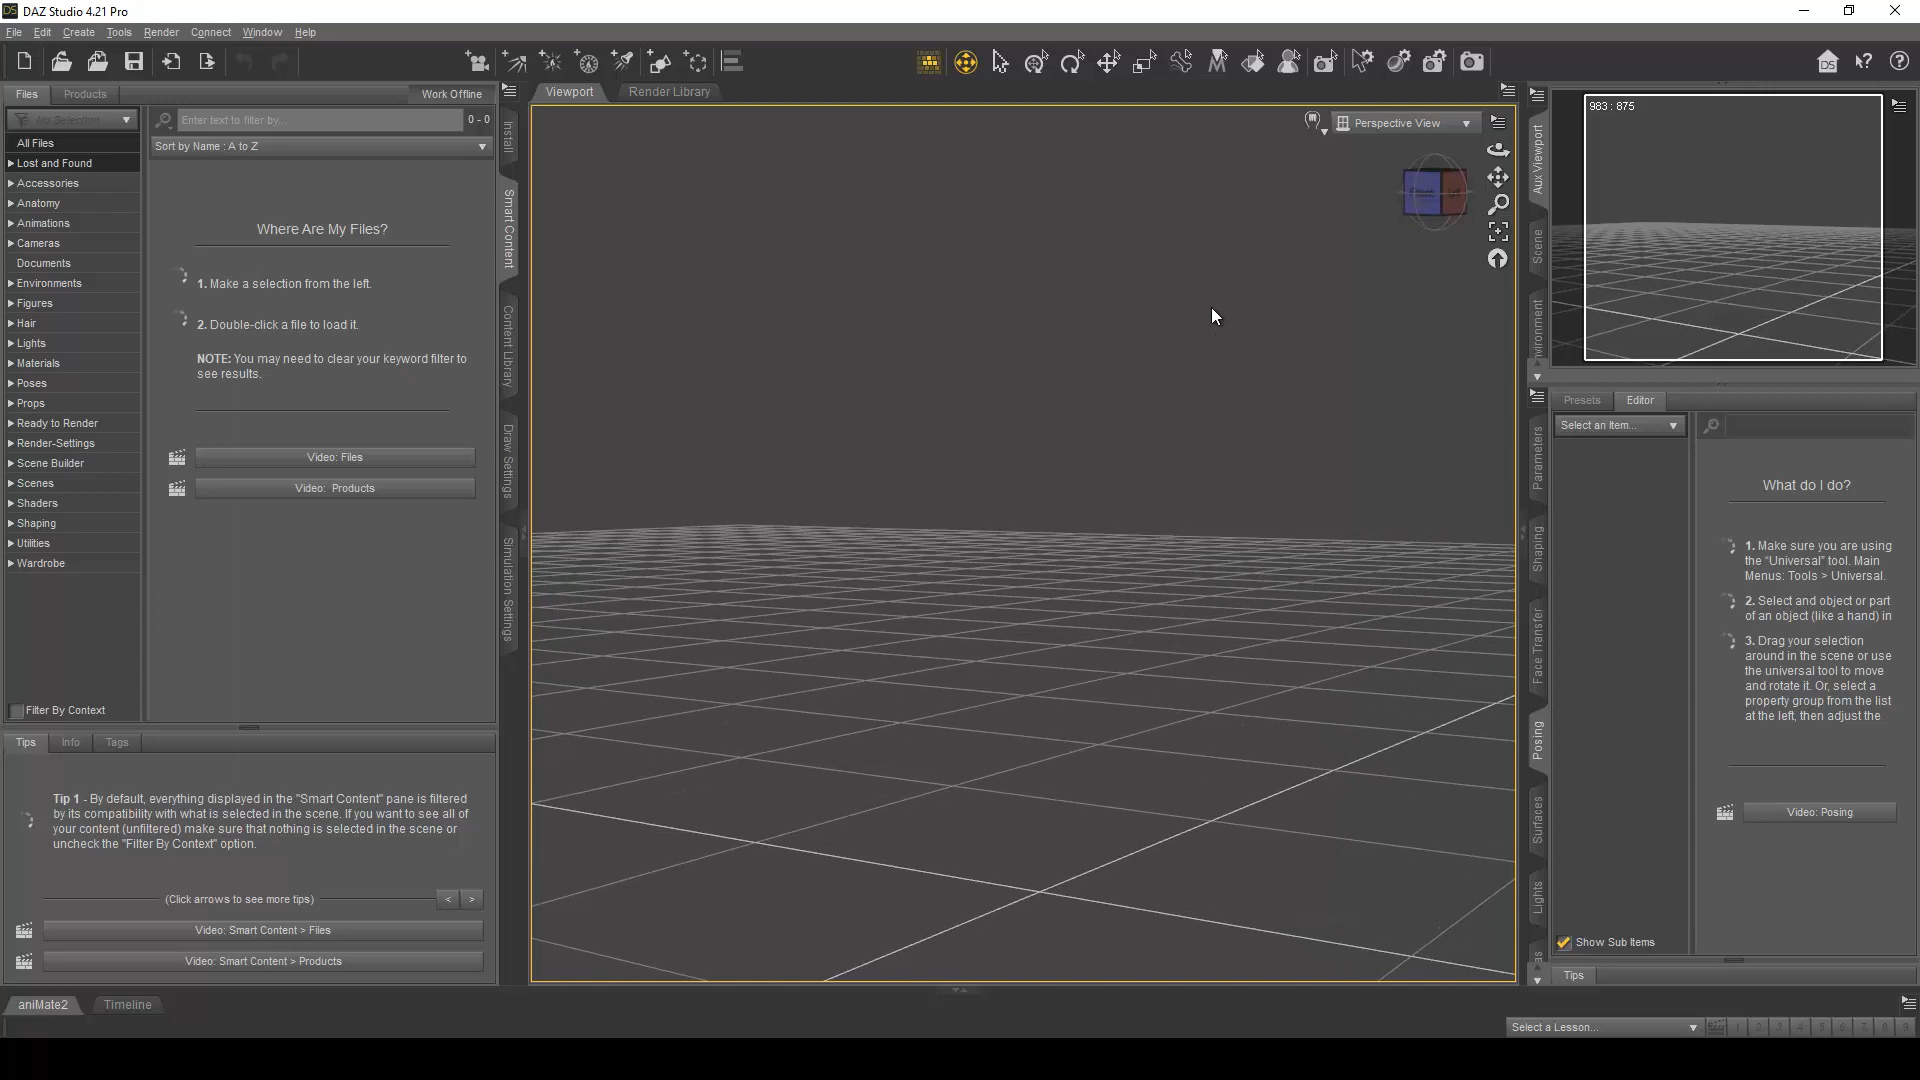 DAZ Studio 4.21 Pro
File Edit Create Tools Render Connect Window Help
Files Products Work Offline
No Selection
Enter text to filter by... 0 - 0
Sort by Name : A to Z
All Files
Lost and Found
Accessories
Anatomy
Animations
Cameras
Documents
Environments
Figures
Hair
Lights
Materials
Poses
Props
Ready to Render
Render-Settings
Scene Builder
Scenes
Shaders
Shaping
Utilities
Wardrobe
Filter By Context
Where Are My Files?
1. Make a selection from the left.
2. Double-click a file to load it.
NOTE: You may need to clear your keyword filter to
see results.
Video: Files
Video: Products
Tips Info Tags
Tip 1 - By default, everything displayed in the "Smart Content" pane is filtered
by its compatibility with what is selected in the scene. If you want to see all of
your content (unfiltered) make sure that nothing is selected in the scene or
uncheck the "Filter By Context" option.
(Click arrows to see more tips) < >
Video: Smart Content > Files
Video: Smart Content > Products
Install
Smart Content
Content Library
Draw Settings
Simulation Settings
Viewport Render Library
Perspective View
Front
983 : 875
Aux Viewport
Scene
Presets Editor
Select an Item...
Parameters
Shaping
Face Transfer
Posing
Surfaces
Lights
What do I do?
1. Make sure you are using
the "Universal" tool. Main
Menus: Tools > Universal.
2. Select and object or part
of an object (like a hand) in
3. Drag your selection
around in the scene or use
the universal tool to move
and rotate it. Or, select a
property group from the list
at the left, then adjust the
Video: Posing
Show Sub Items
Tips
aniMate2 Timeline
Select a Lesson... 1 2 3 4 5 6 7 8 9